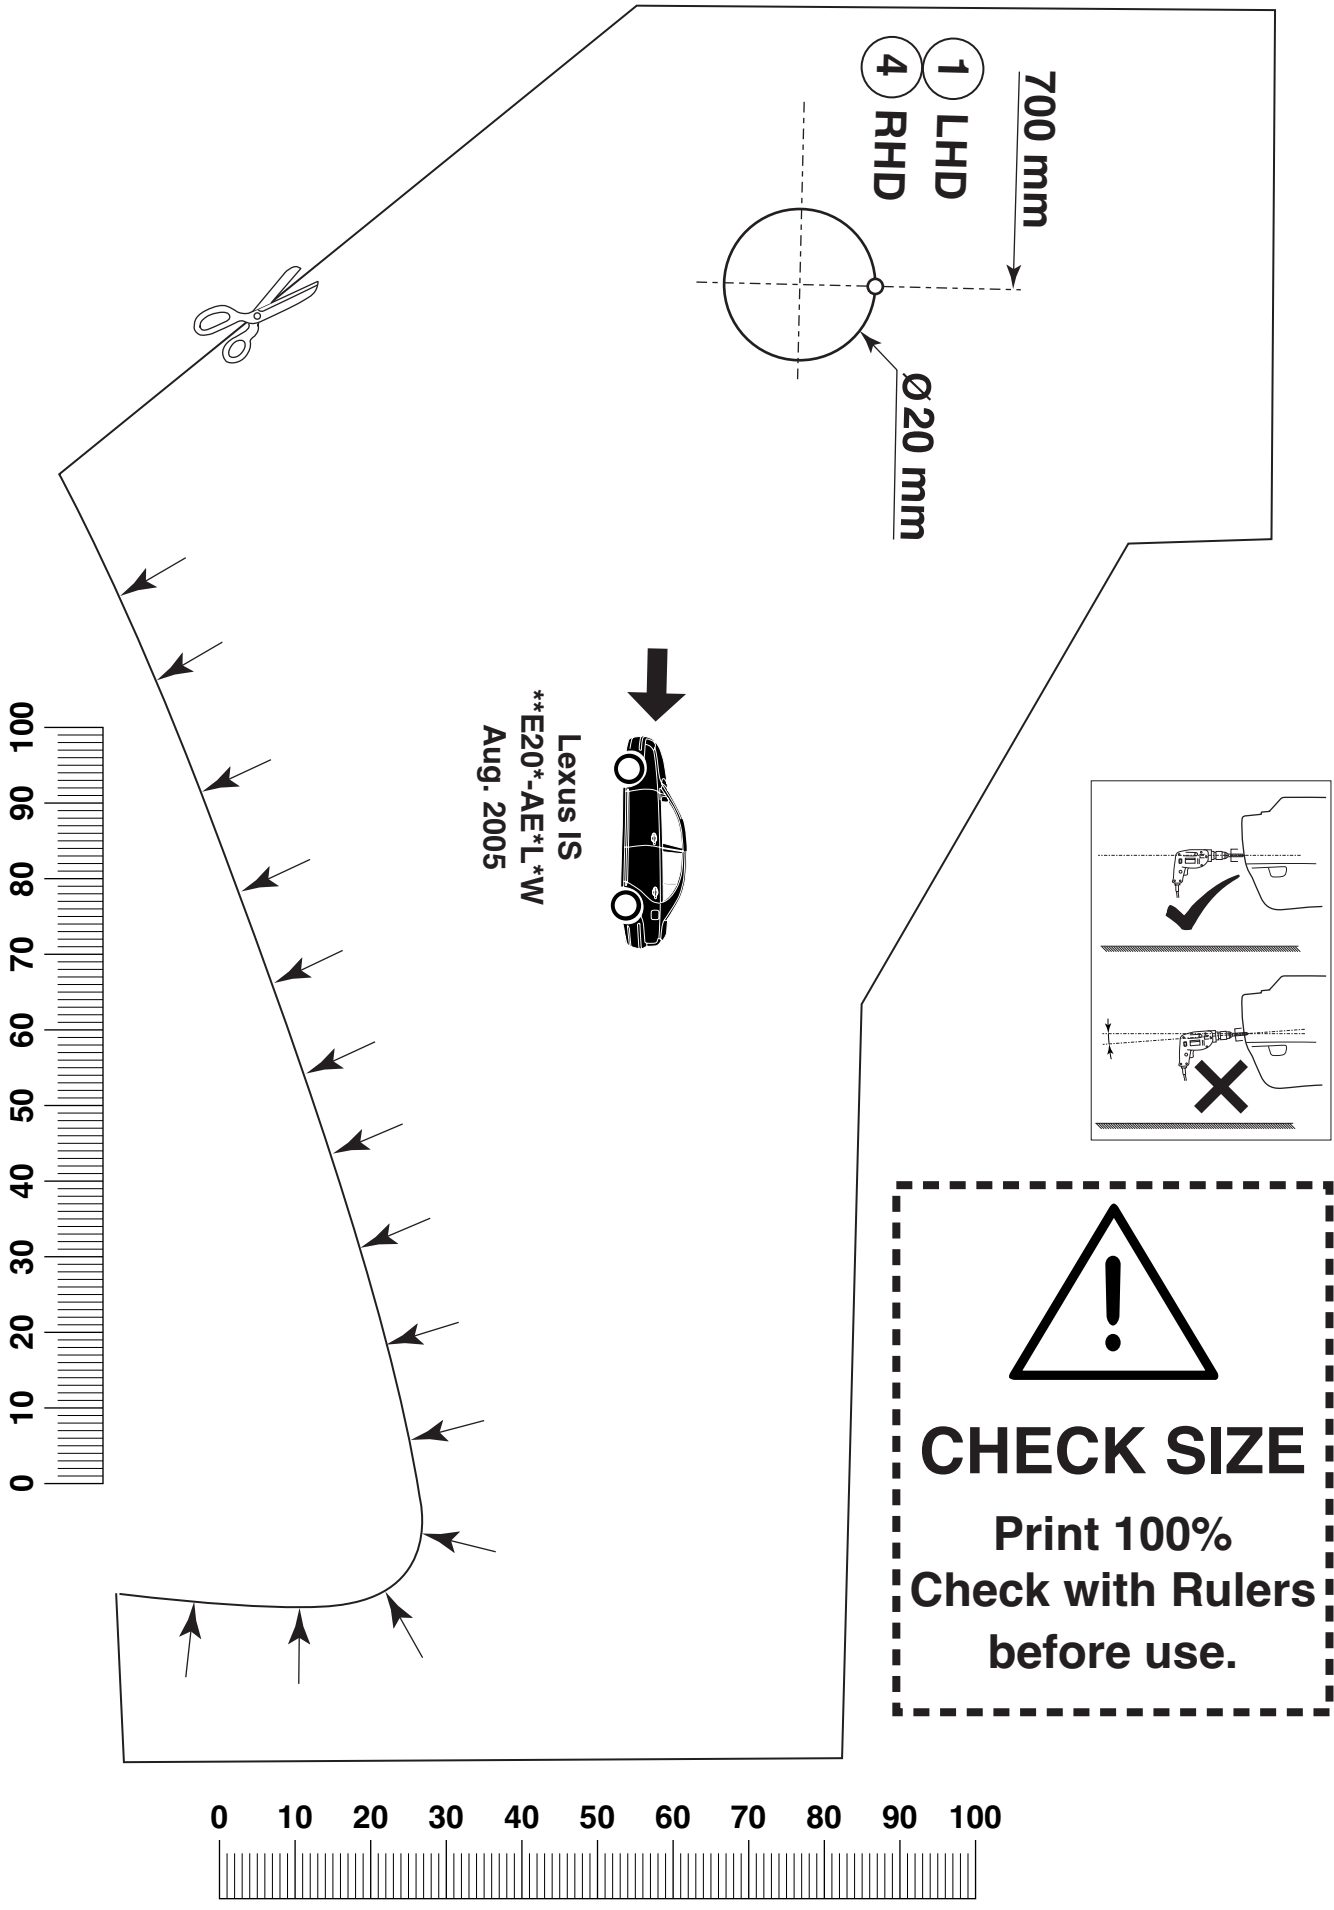 1 LHD
4 RHD
700 mm
Ø20 mm
Lexus IS
**E20*-AE*L*W
Aug. 2005
100
90
80
70
60
50
40
30
20
10
0
CHECK SIZE
Print 100%
Check with Rulers
before use.
0 10 20 30 40 50 60 70 80 90 100